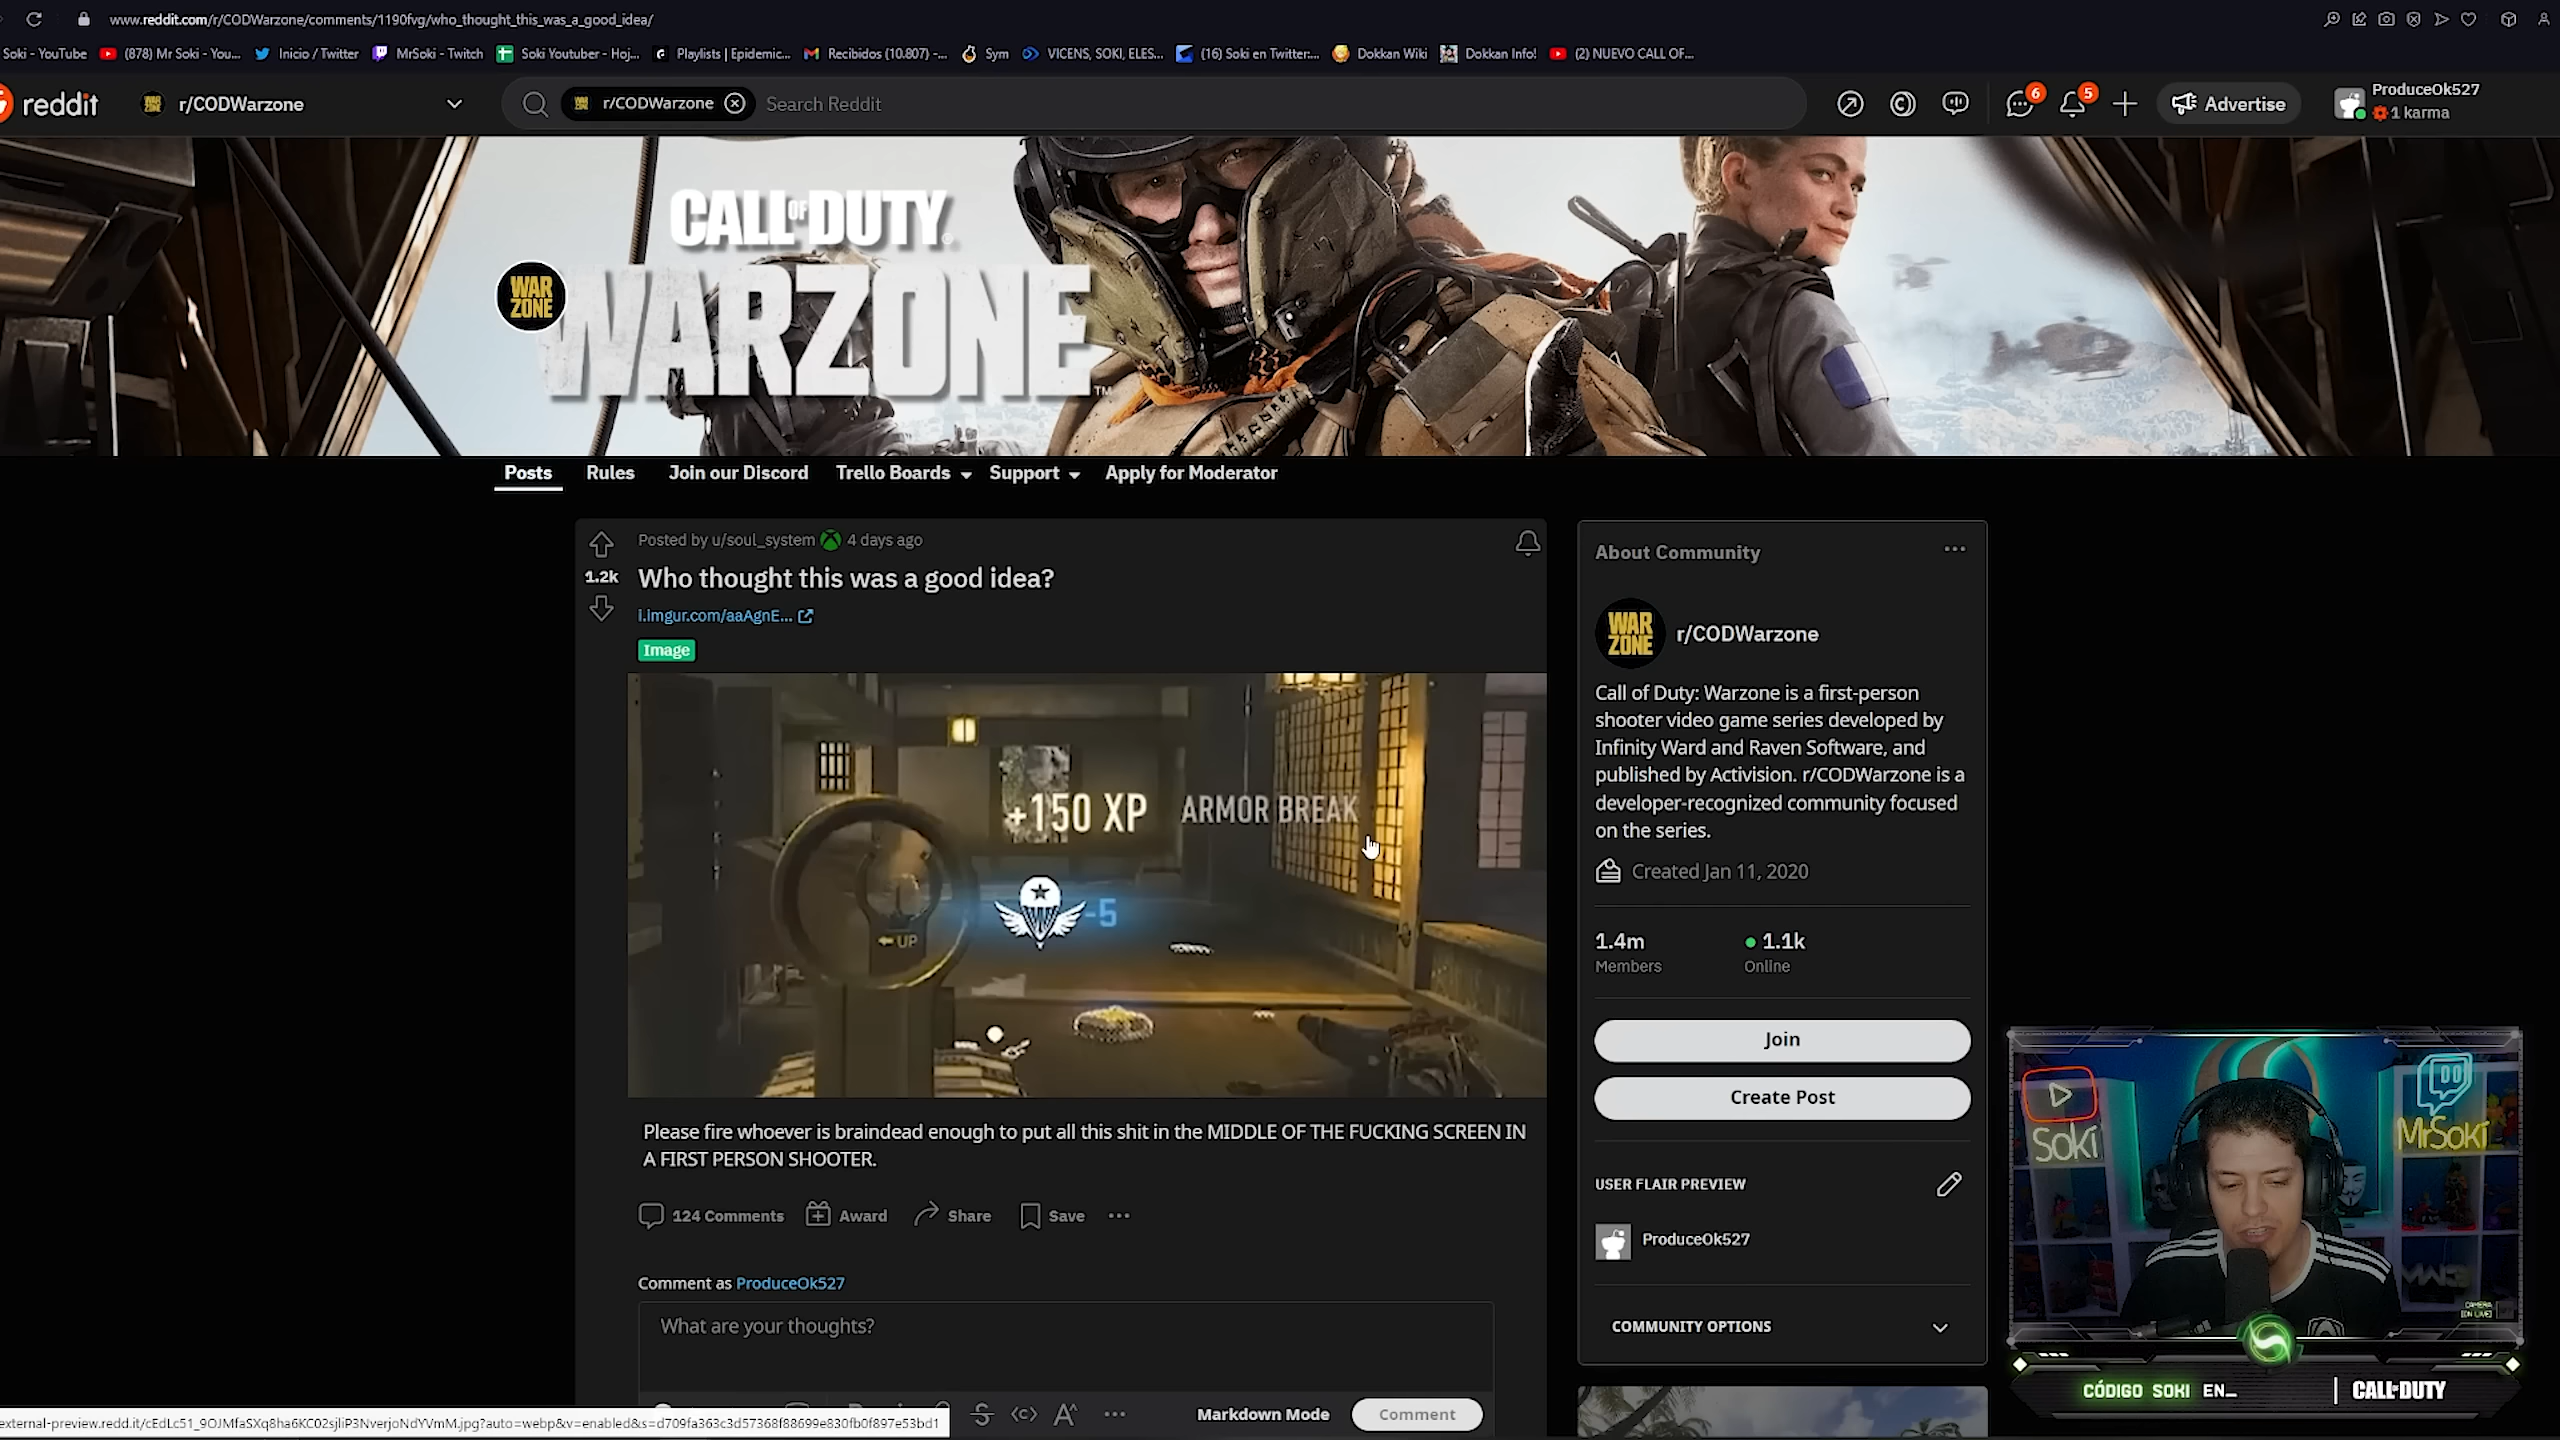 www.reddit.com/r/CODWarzone/comments/1190fvg/who_thought_this_was_a_good_idea/
Soki - YouTube
(878) Mr Soki - You...
Inicio / Twitter
MrSoki - Twitch
Soki Youtuber - Hoj...
Playlists | Epidemic...
Recibidos (10.807) -...
Sym
VICENS, SOKI, ELES...
(16) Soki en Twitter:...
Dokkan Wiki
Dokkan Info!
(2) NUEVO CALL OF...
reddit
r/CODWarzone
r/CODWarzone
Search Reddit
6
5
Advertise
ProduceOk527
1 karma
CALL OF DUTY
WARZONE™
WAR
ZONE
Posts
Rules
Join our Discord
Trello Boards
Support
Apply for Moderator
Posted by u/soul_system 4 days ago
1.2k
Who thought this was a good idea?
i.imgur.com/aaAgnE...
Image
+150 XP ARMOR BREAK
-5
UP
Please fire whoever is braindead enough to put all this shit in the MIDDLE OF THE FUCKING SCREEN IN
A FIRST PERSON SHOOTER.
124 Comments
Award
Share
Save
Comment as ProduceOk527
What are your thoughts?
Markdown Mode
Comment
About Community
WAR
ZONE
r/CODWarzone
Call of Duty: Warzone is a first-person
shooter video game series developed by
Infinity Ward and Raven Software, and
published by Activision. r/CODWarzone is a
developer-recognized community focused
on the series.
Created Jan 11, 2020
1.4m
Members
1.1k
Online
Join
Create Post
USER FLAIR PREVIEW
ProduceOk527
COMMUNITY OPTIONS
Soki
MrSoki
CÓDIGO SOKI EN_
CALL OF DUTY